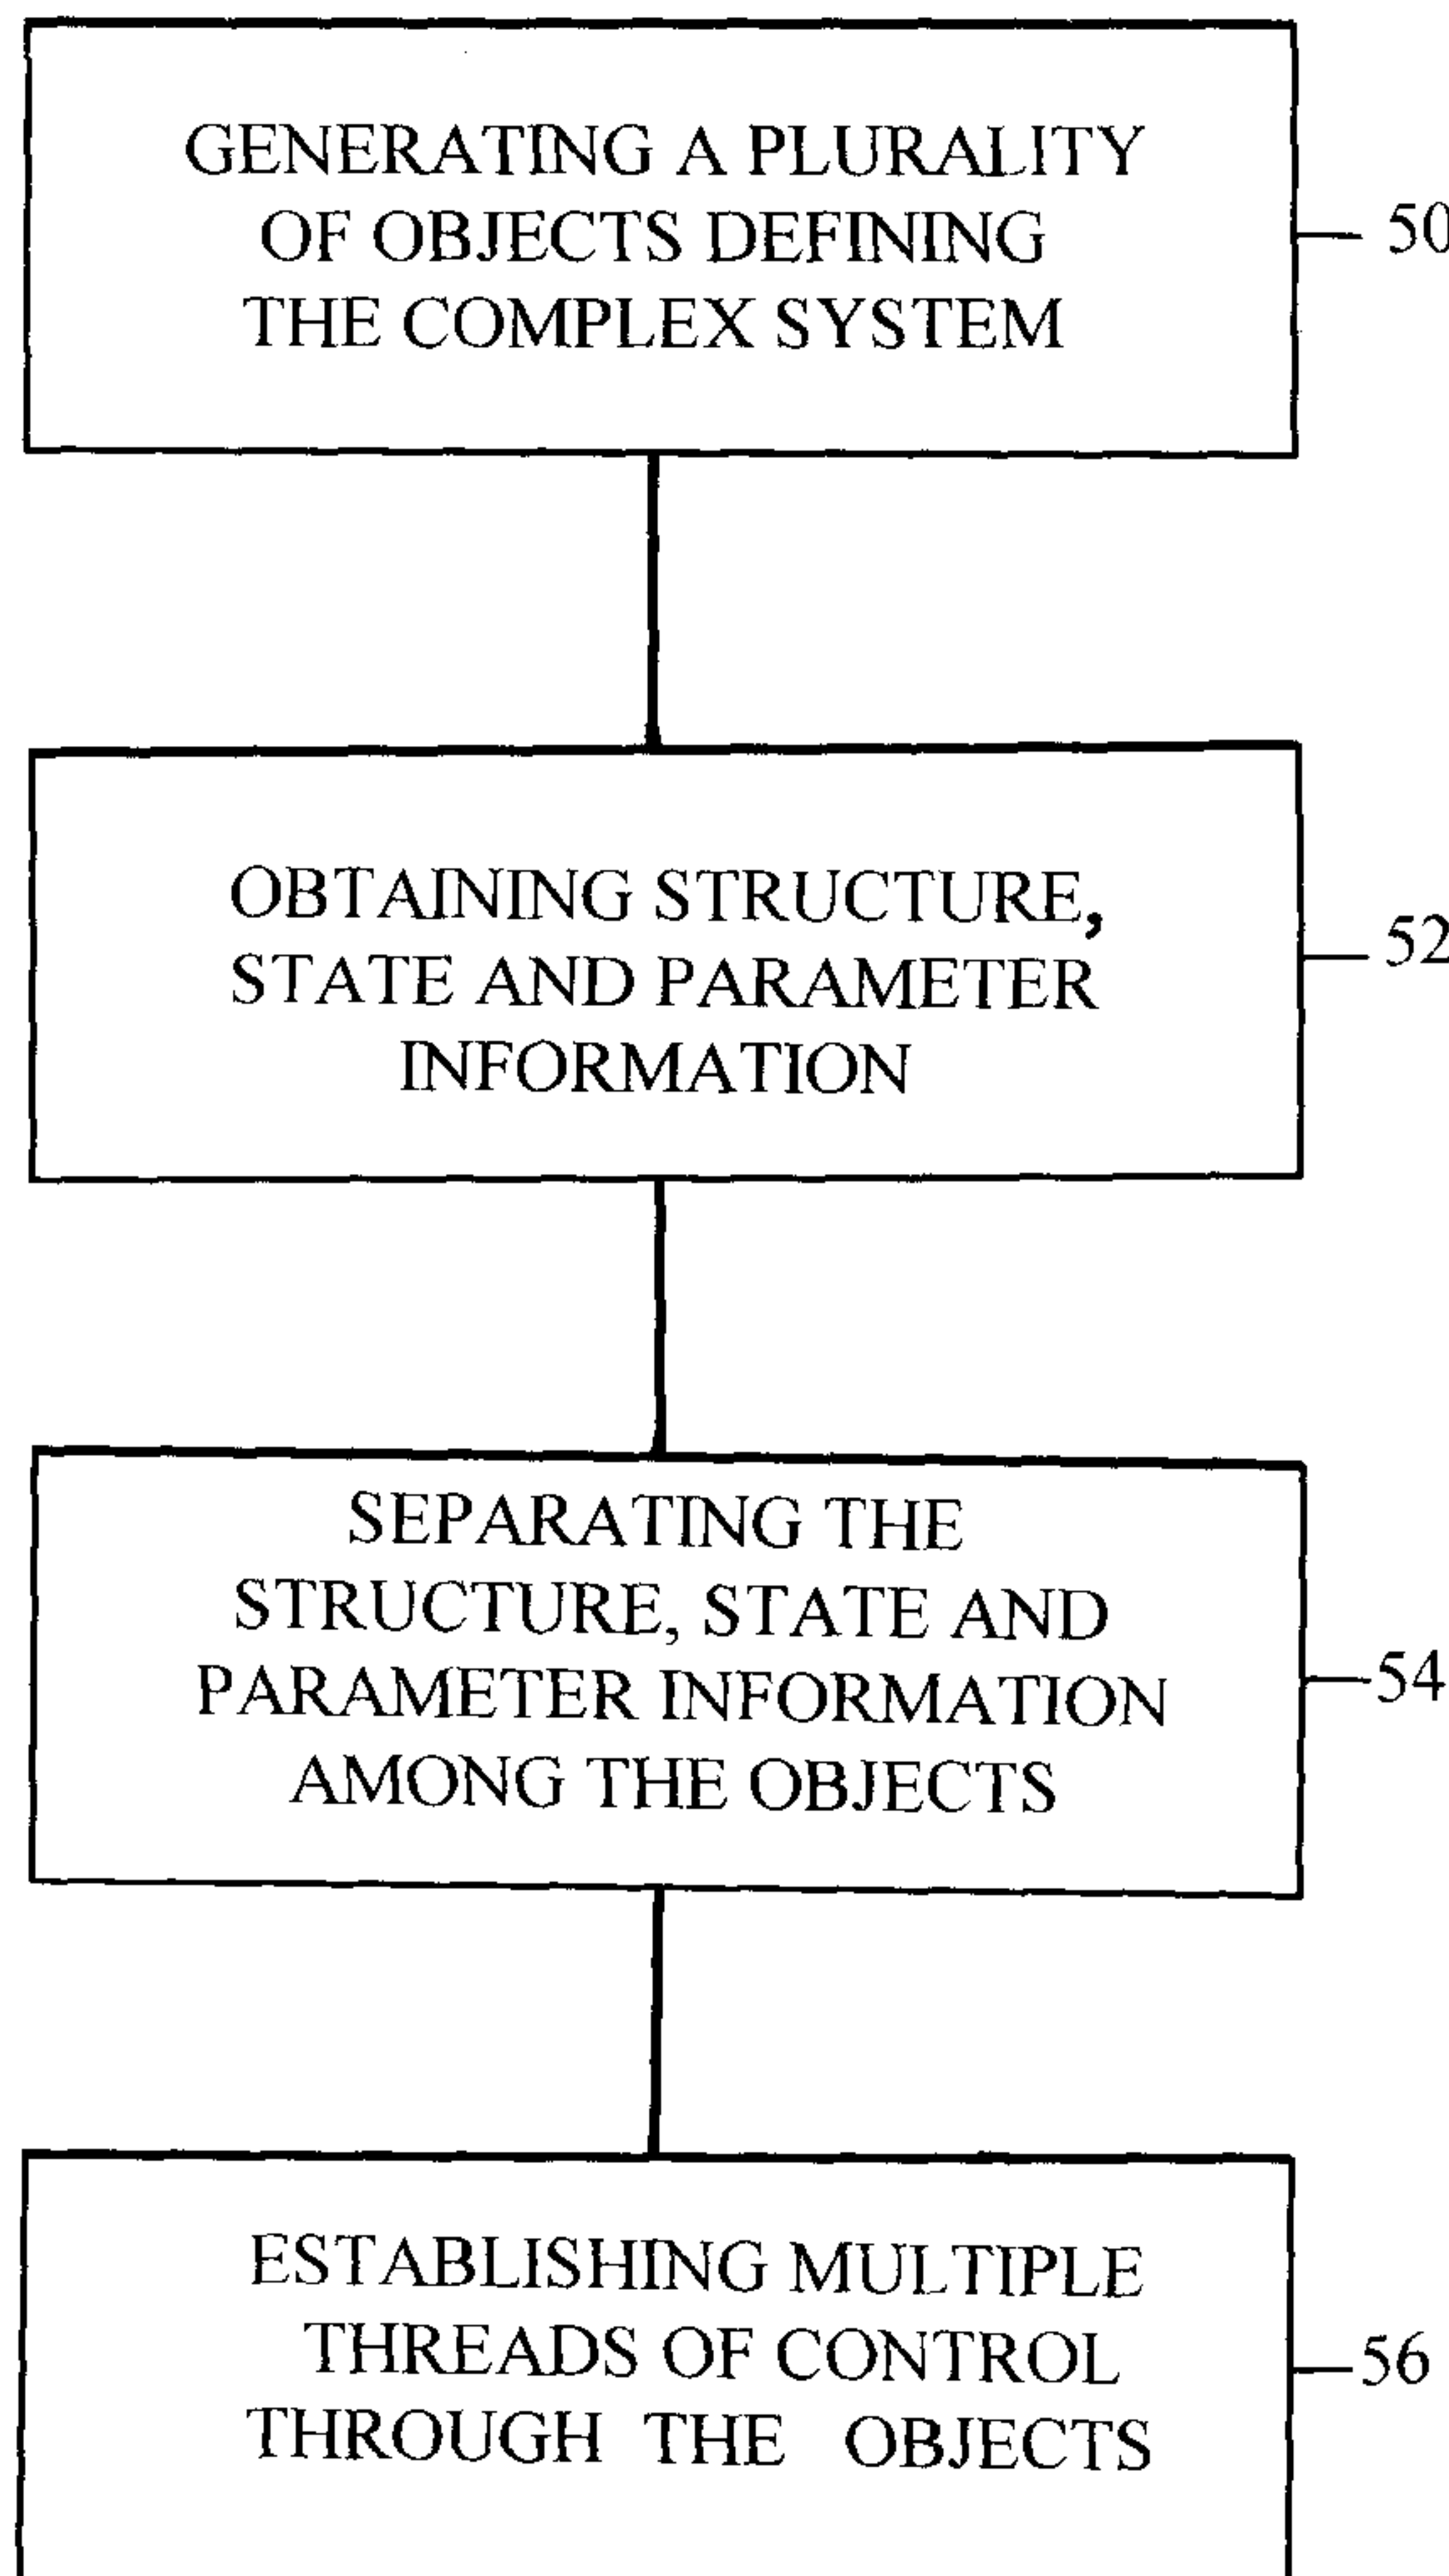 GENERATING A PLURALITY
OF OBJECTS DEFINING
THE COMPLEX SYSTEM
50
OBTAINING STRUCTURE,
STATE AND PARAMETER
INFORMATION
52
SEPARATING THE
STRUCTURE, STATE AND
PARAMETER INFORMATION
AMONG THE OBJECTS
54
ESTABLISHING MULTIPLE
THREADS OF CONTROL
THROUGH THE OBJECTS
56